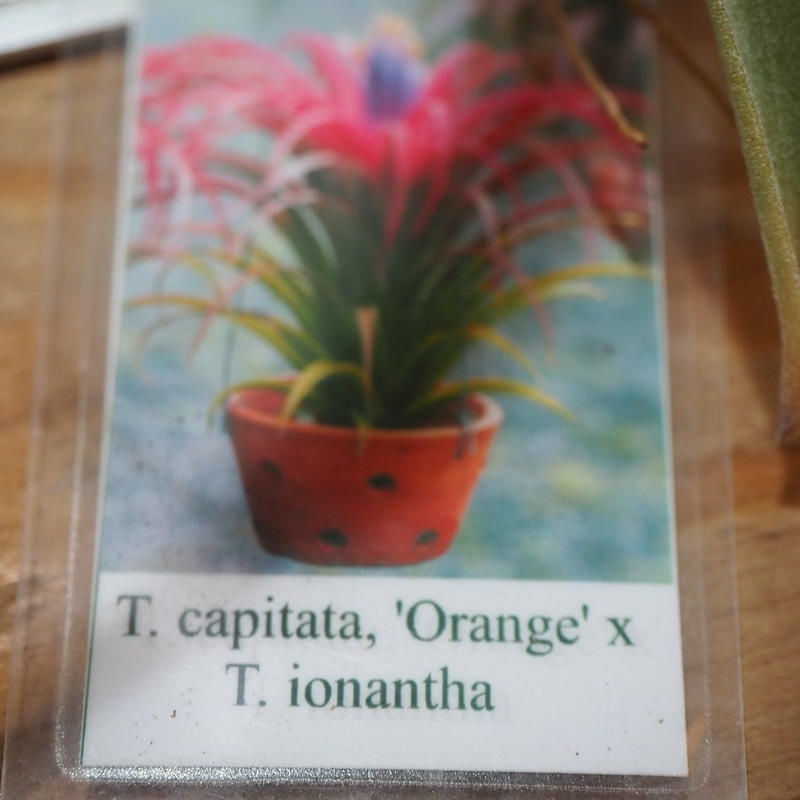 T. capitata, 'Orange' x
T. ionantha